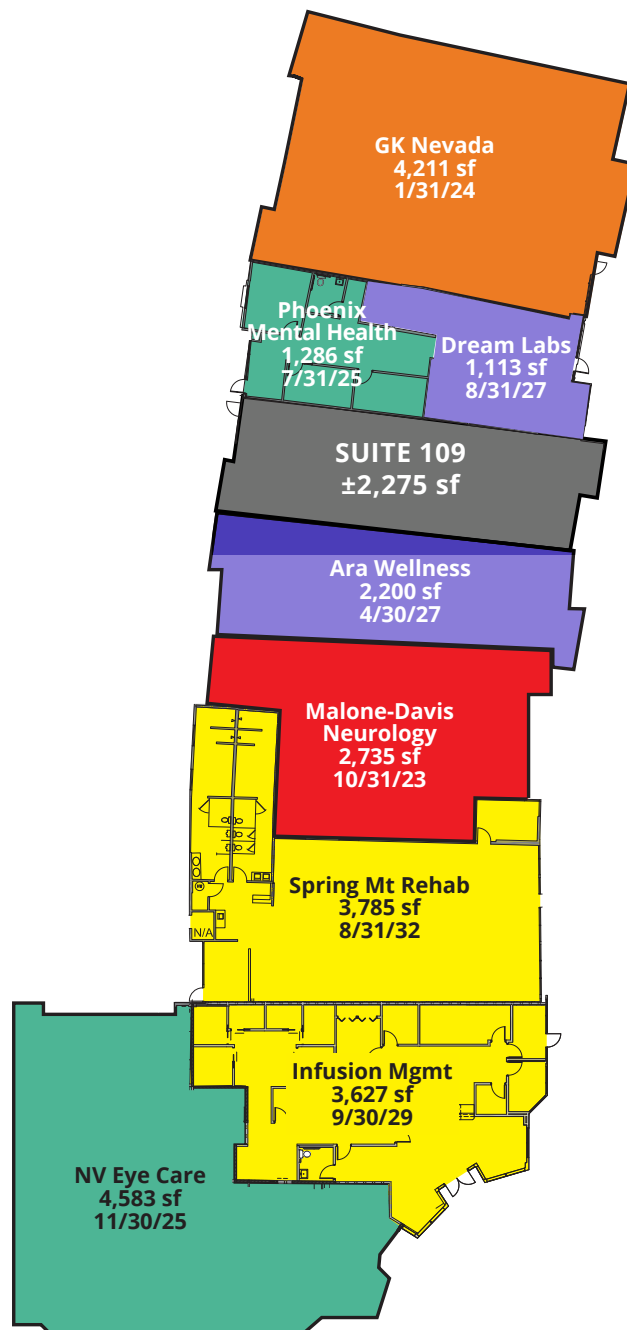 GK Nevada
4,211 sf
1/31/24
Phoenix
Mental Health
1,286 sf
7/31/25
Dream Labs
1,113 sf
8/31/27
SUITE 109
±2,275 sf
Ara Wellness
2,200 sf
4/30/27
Malone-Davis
Neurology
2,735 sf
10/31/23
Spring Mt Rehab
3,785 sf
8/31/32
N/A
Infusion Mgmt
3,627 sf
9/30/29
NV Eye Care
4,583 sf
11/30/25